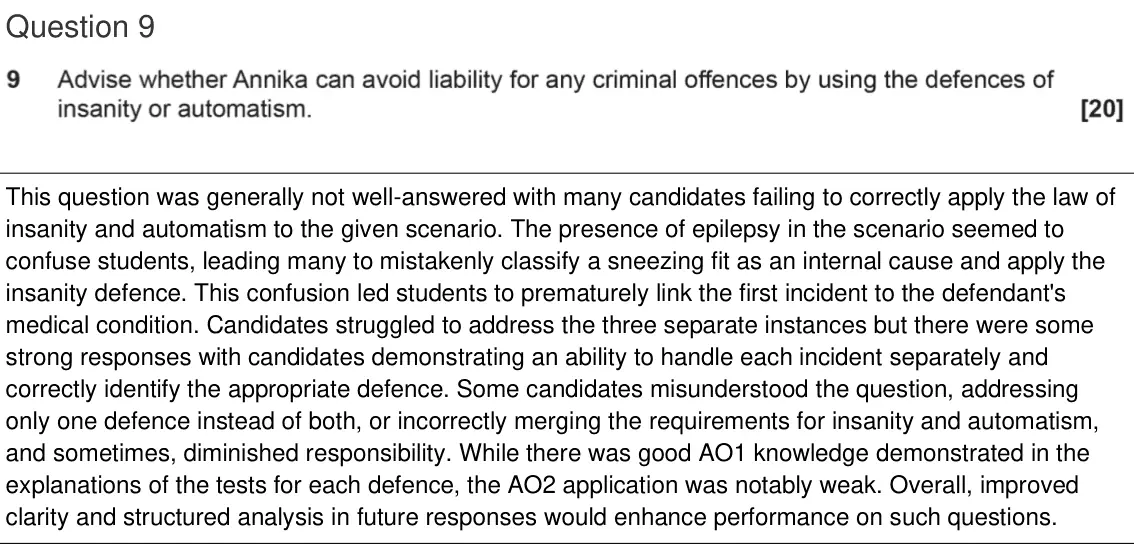 Question 9
9 Advise whether Annika can avoid liability for any criminal offences by using the defences of
insanity or automatism. [20]
This question was generally not well-answered with many candidates failing to correctly apply the law of
insanity and automatism to the given scenario. The presence of epilepsy in the scenario seemed to
confuse students, leading many to mistakenly classify a sneezing fit as an internal cause and apply the
insanity defence. This confusion led students to prematurely link the first incident to the defendant's
medical condition. Candidates struggled to address the three separate instances but there were some
strong responses with candidates demonstrating an ability to handle each incident separately and
correctly identify the appropriate defence. Some candidates misunderstood the question, addressing
only one defence instead of both, or incorrectly merging the requirements for insanity and automatism,
and sometimes, diminished responsibility. While there was good AO1 knowledge demonstrated in the
explanations of the tests for each defence, the AO2 application was notably weak. Overall, improved
clarity and structured analysis in future responses would enhance performance on such questions.